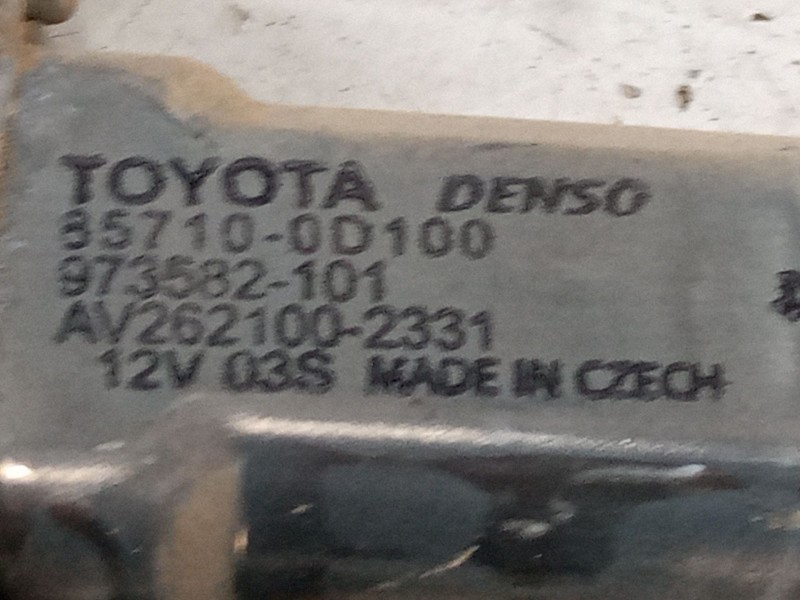 TOYOTA DENSO
85710-0D100
973582-101
AV262100-2331
12V 03S MADE IN CZECH